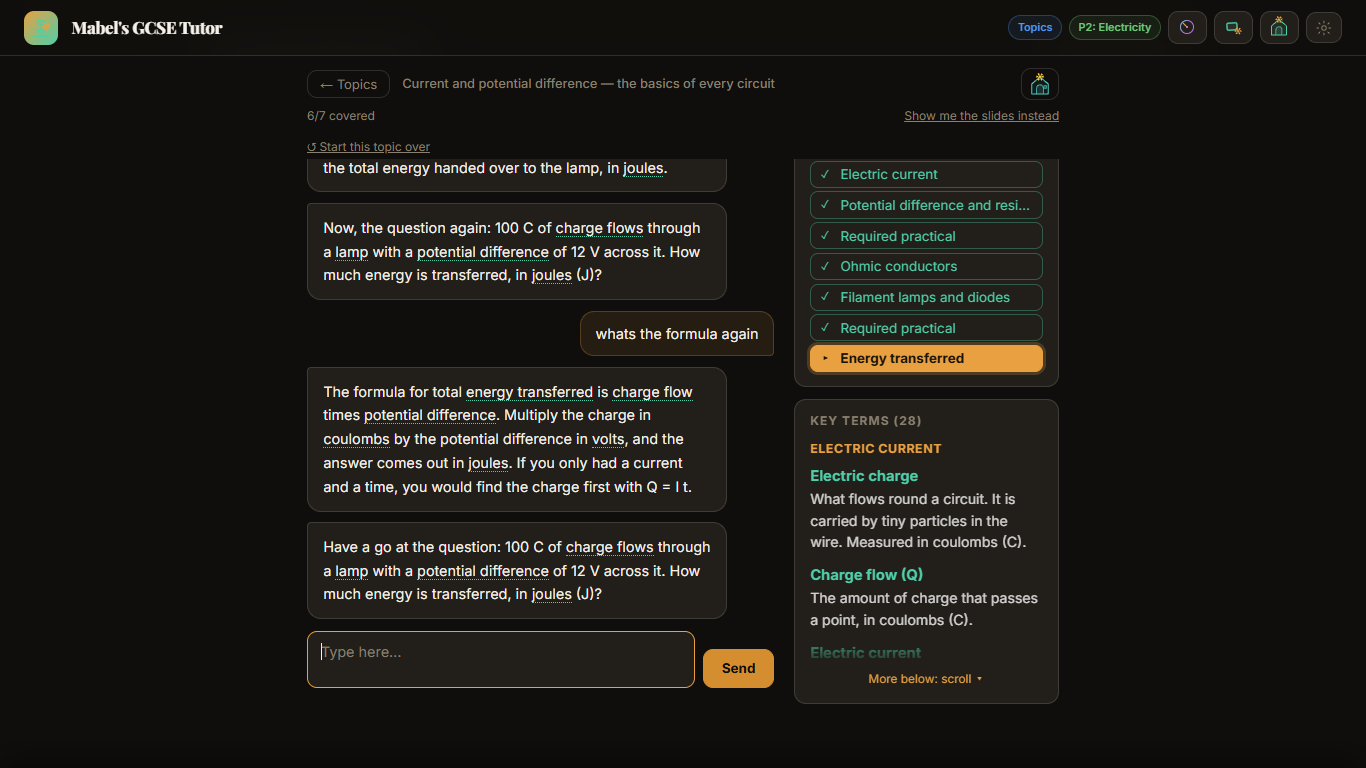 Mabel's GCSE Tutor
Topics
P2: Electricity
← Topics
Current and potential difference — the basics of every circuit
6/7 covered
Show me the slides instead
↺ Start this topic over
the total energy handed over to the lamp, in joules.
Now, the question again: 100 C of charge flows through
a lamp with a potential difference of 12 V across it. How
much energy is transferred, in joules (J)?
whats the formula again
The formula for total energy transferred is charge flow
times potential difference. Multiply the charge in
coulombs by the potential difference in volts, and the
answer comes out in joules. If you only had a current
and a time, you would find the charge first with Q = I t.
Have a go at the question: 100 C of charge flows through
a lamp with a potential difference of 12 V across it. How
much energy is transferred, in joules (J)?
Type here...
Send
✓ Electric current
✓ Potential difference and resi...
✓ Required practical
✓ Ohmic conductors
✓ Filament lamps and diodes
✓ Required practical
▸ Energy transferred
KEY TERMS (28)
ELECTRIC CURRENT
Electric charge
What flows round a circuit. It is
carried by tiny particles in the
wire. Measured in coulombs (C).
Charge flow (Q)
The amount of charge that passes
a point, in coulombs (C).
Electric current
More below: scroll ▾